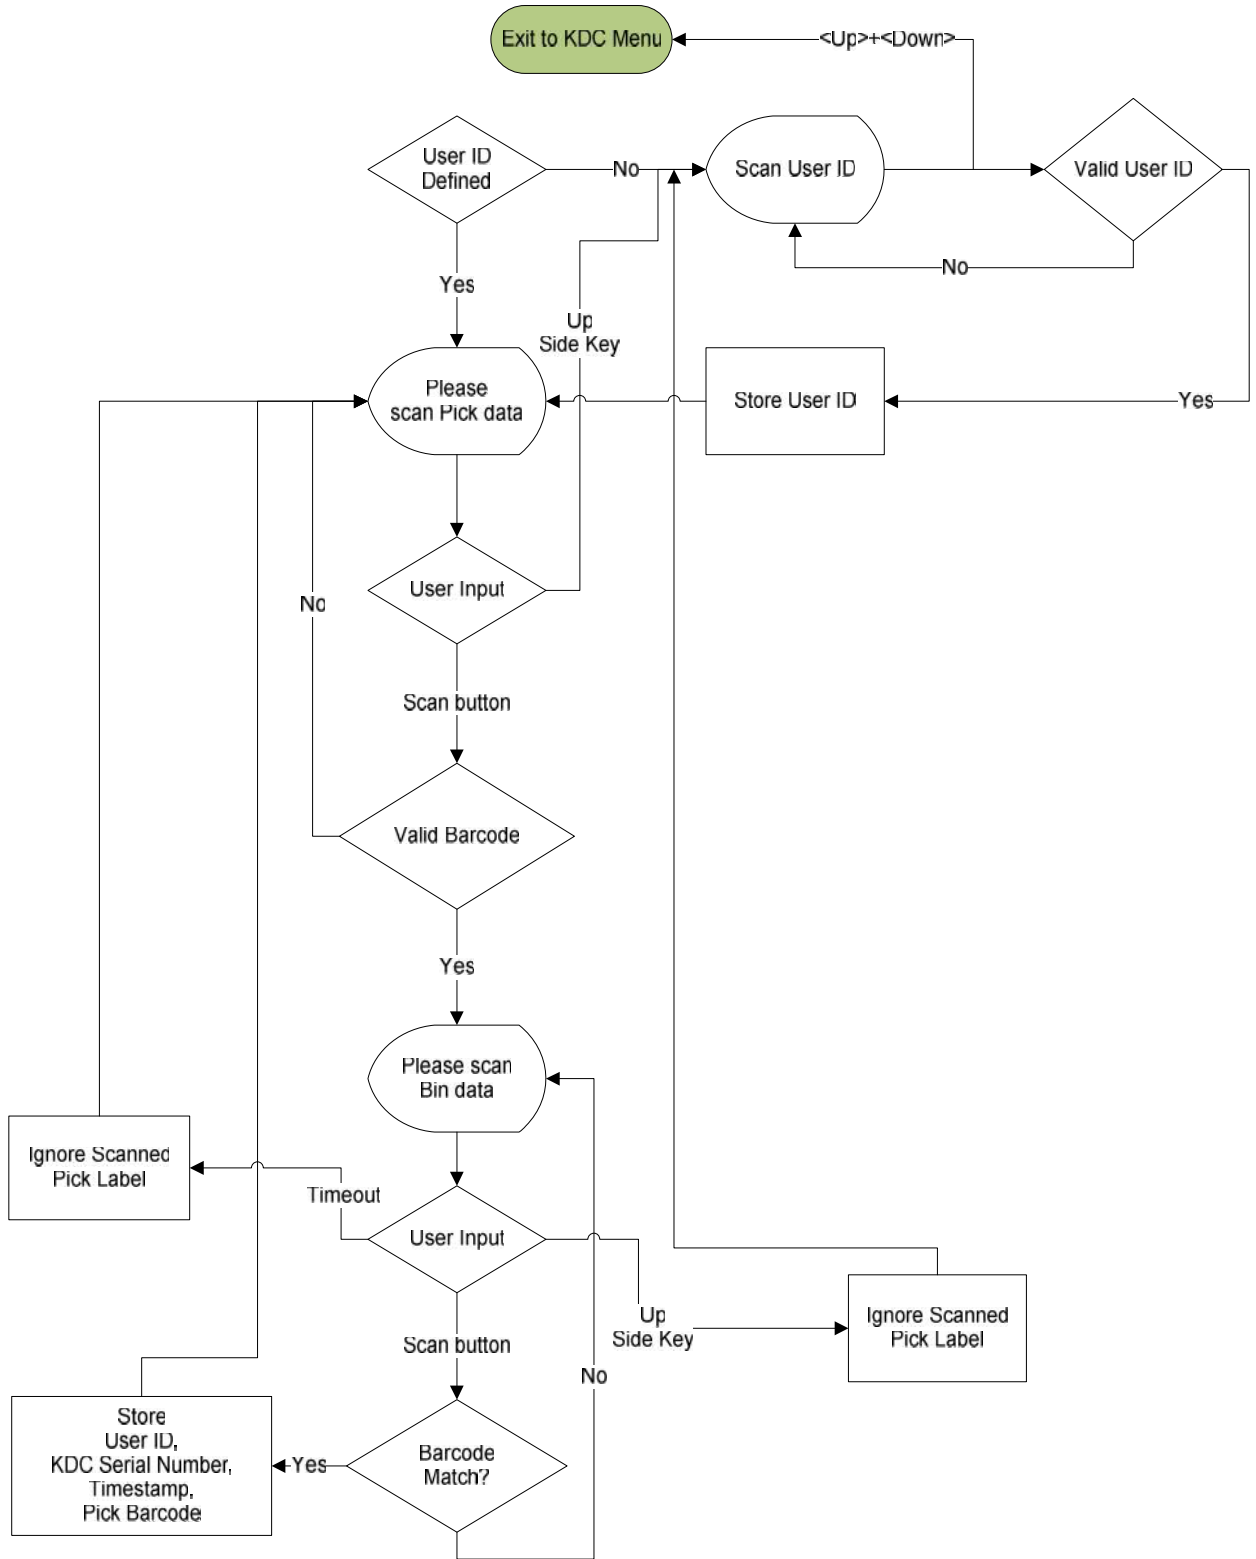 Exit to KDC Menu
<Up>+<Down>
User ID
Defined
No
Scan User ID
Valid User ID
No
Yes
Up
Side Key
Please
scan Pick data
Store User ID
Yes
User Input
No
Scan button
Valid Barcode
Yes
Please scan
Bin data
Ignore Scanned
Pick Label
Timeout
User Input
Up
Side Key
Ignore Scanned
Pick Label
Scan button
No
Store
User ID,
KDC Serial Number,
Timestamp,
Pick Barcode
Yes
Barcode
Match?